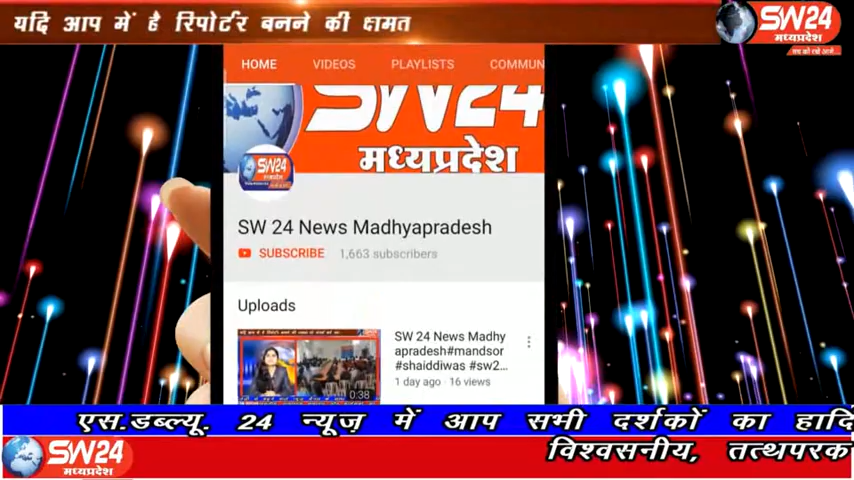 यदि आप में है रिपोर्टर बनने की क्षमत
SW24
मध्यप्रदेश
HOME VIDEOS PLAYLISTS COMMUN
SW24
मध्यप्रदेश
SW24
SW 24 News Madhyapradesh
SUBSCRIBE 1,663 subscribers
Uploads
SW 24 News Madhy
apradesh#mandsor
#shaiddiwas #sw2...
1 day ago · 16 views
0:38
एस.डब्ल्यू. 24 न्यूज़ में आप सभी दर्शकों का हादि
विश्वसनीय, तत्थपरक
SW24
मध्यप्रदेश